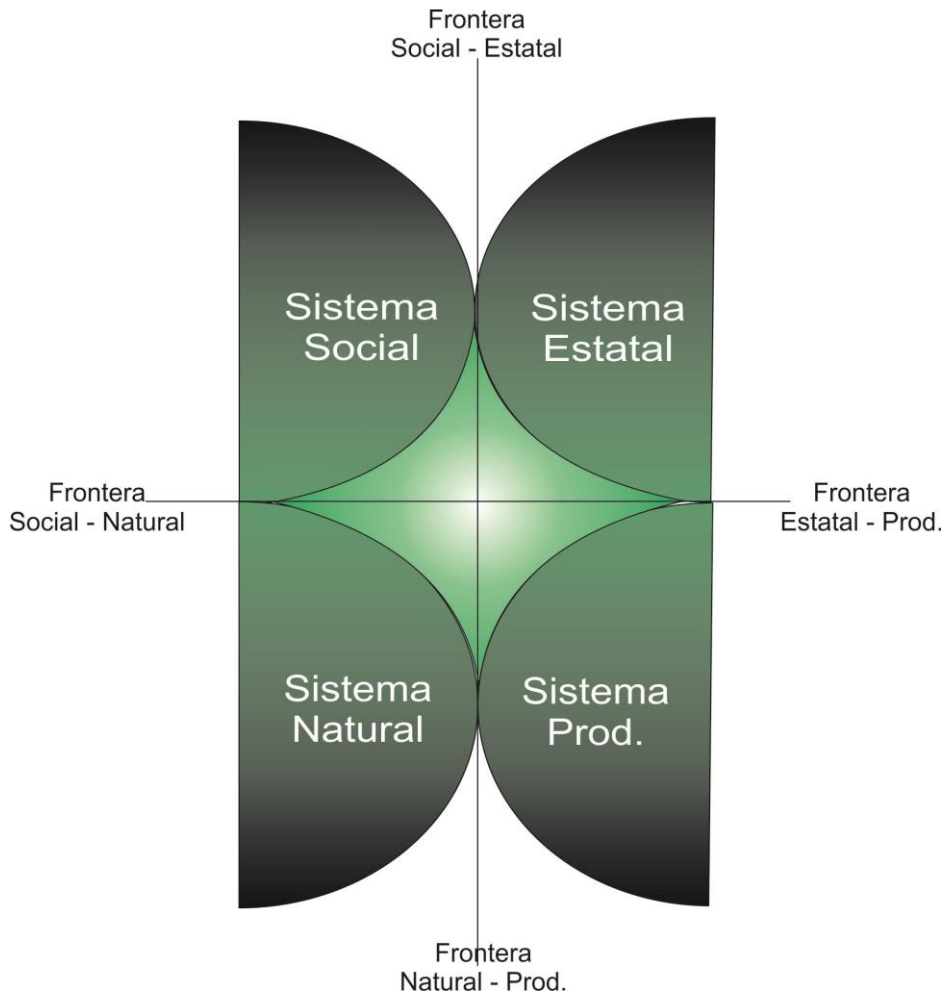 Frontera
Social - Estatal
Sistema
Social
Sistema
Estatal
Frontera
Social - Natural
Frontera
Estatal - Prod.
Sistema
Natural
Sistema
Prod.
Frontera
Natural - Prod.